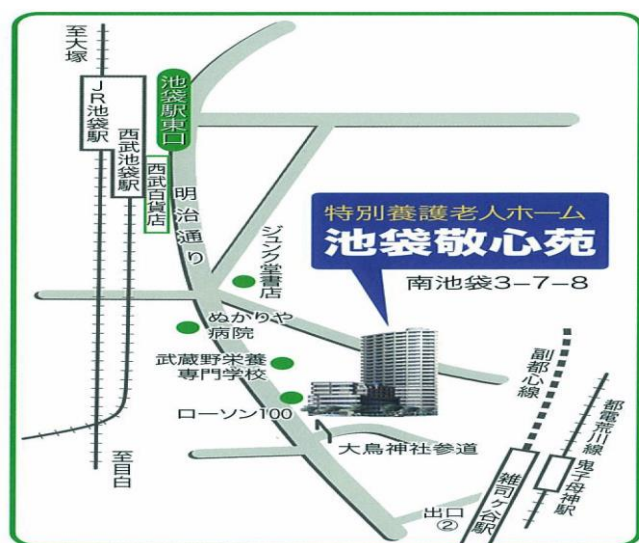 至大塚
JR池袋駅
西武池袋駅
西武百貨店
池袋駅東口
明治通り
ジュンク堂書店
特別養護老人ホーム
池袋敬心苑
南池袋3-7-8
ぬかりや
病院
武蔵野栄養
専門学校
ローソン100
大鳥神社参道
副都心線
都電荒川線
鬼子母神駅
雑司ヶ谷駅
出口
②
至目白